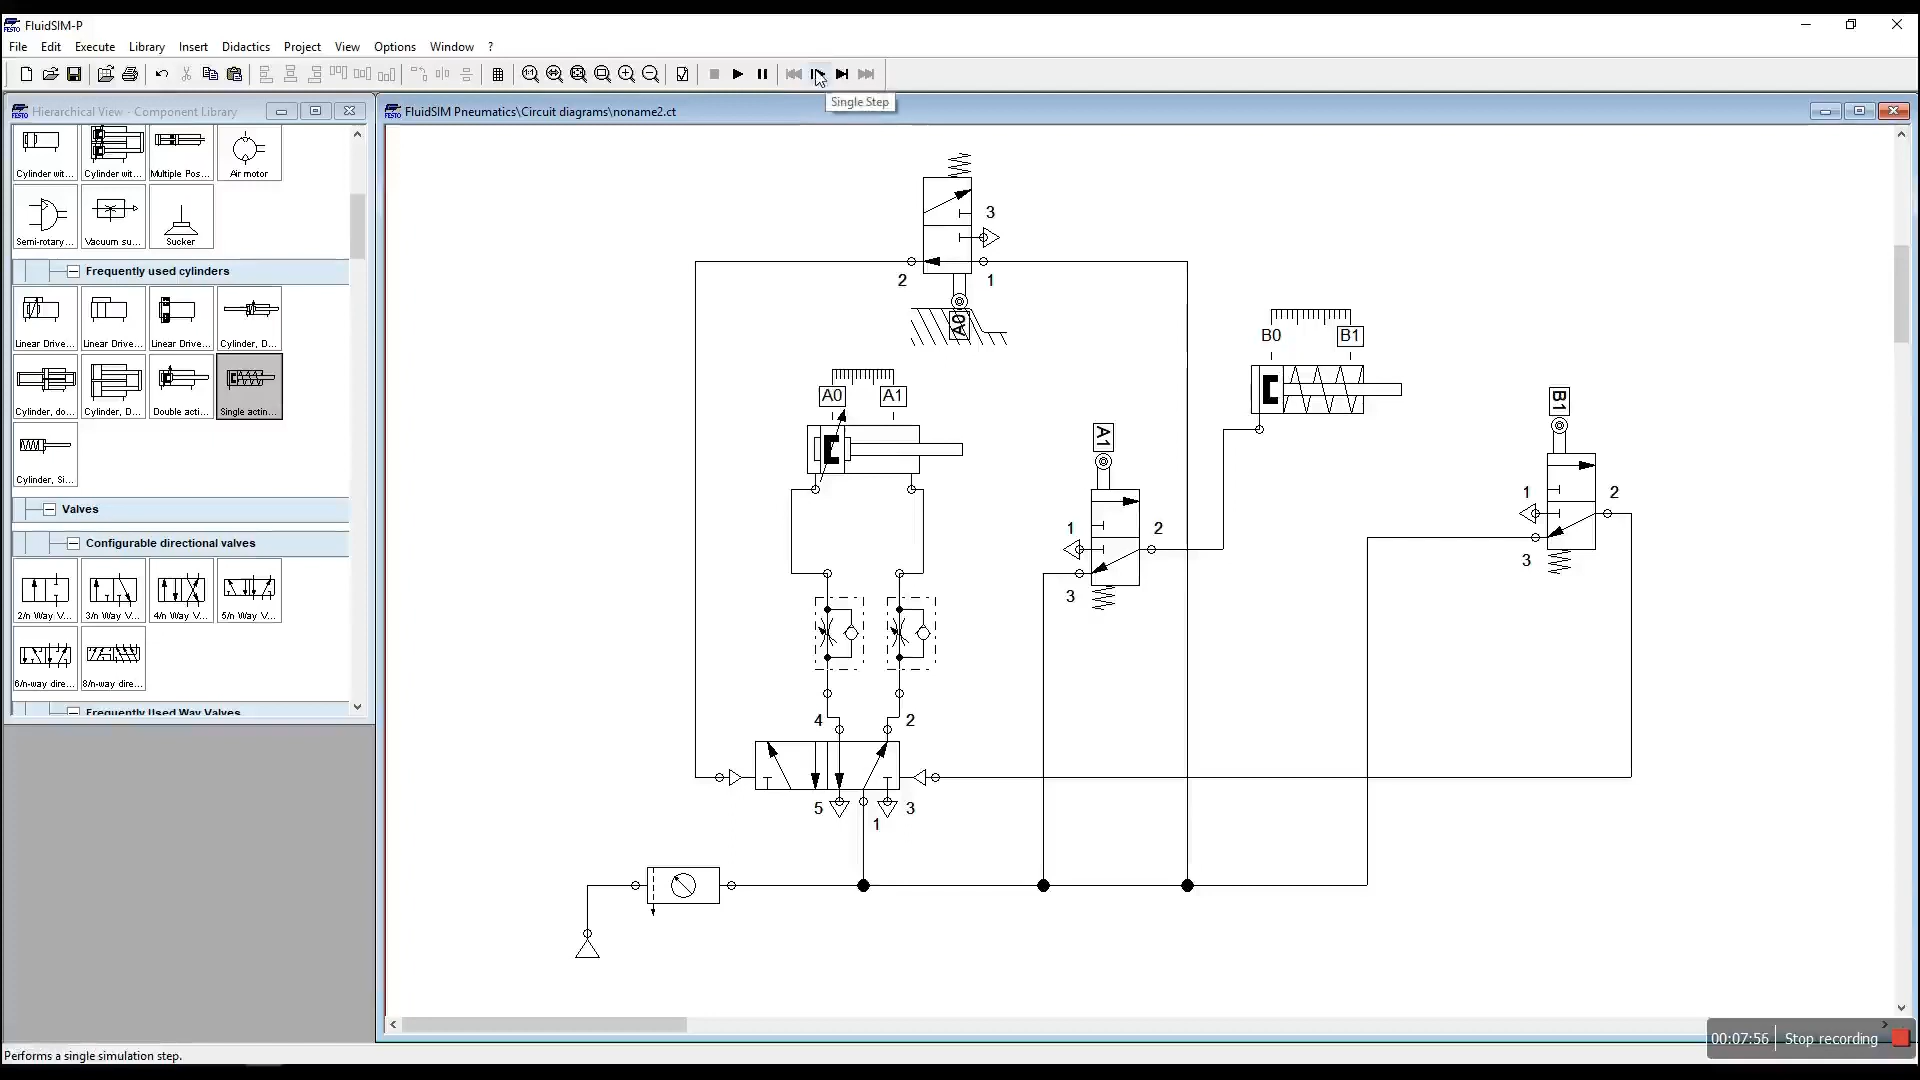 FluidSIM-P
File Edit Execute Library Insert Didactics Project View Options Window ?
Single Step
Hierarchical View - Component Library
FluidSIM Pneumatics\Circuit diagrams\noname2.ct
Cylinder wit... Cylinder wit... Multiple Pos... Air motor
Semi-rotary... Vacuum su... Sucker
Frequently used cylinders
Linear Drive... Linear Drive... Linear Drive... Cylinder, D...
Cylinder, do... Cylinder, D... Double acti... Single actin...
Cylinder, Si...
Valves
Configurable directional valves
2/n Way V... 3/n Way V... 4/n Way V... 5/n Way V...
6/n-way dire... 8/n-way dire...
Frequently Used Way Valves
3
2 1
A0
B0 B1
A0 A1
A1
B1
1 2
3
1 2
3
4 2
5 3
1
Performs a single simulation step.
00:07:56 Stop recording